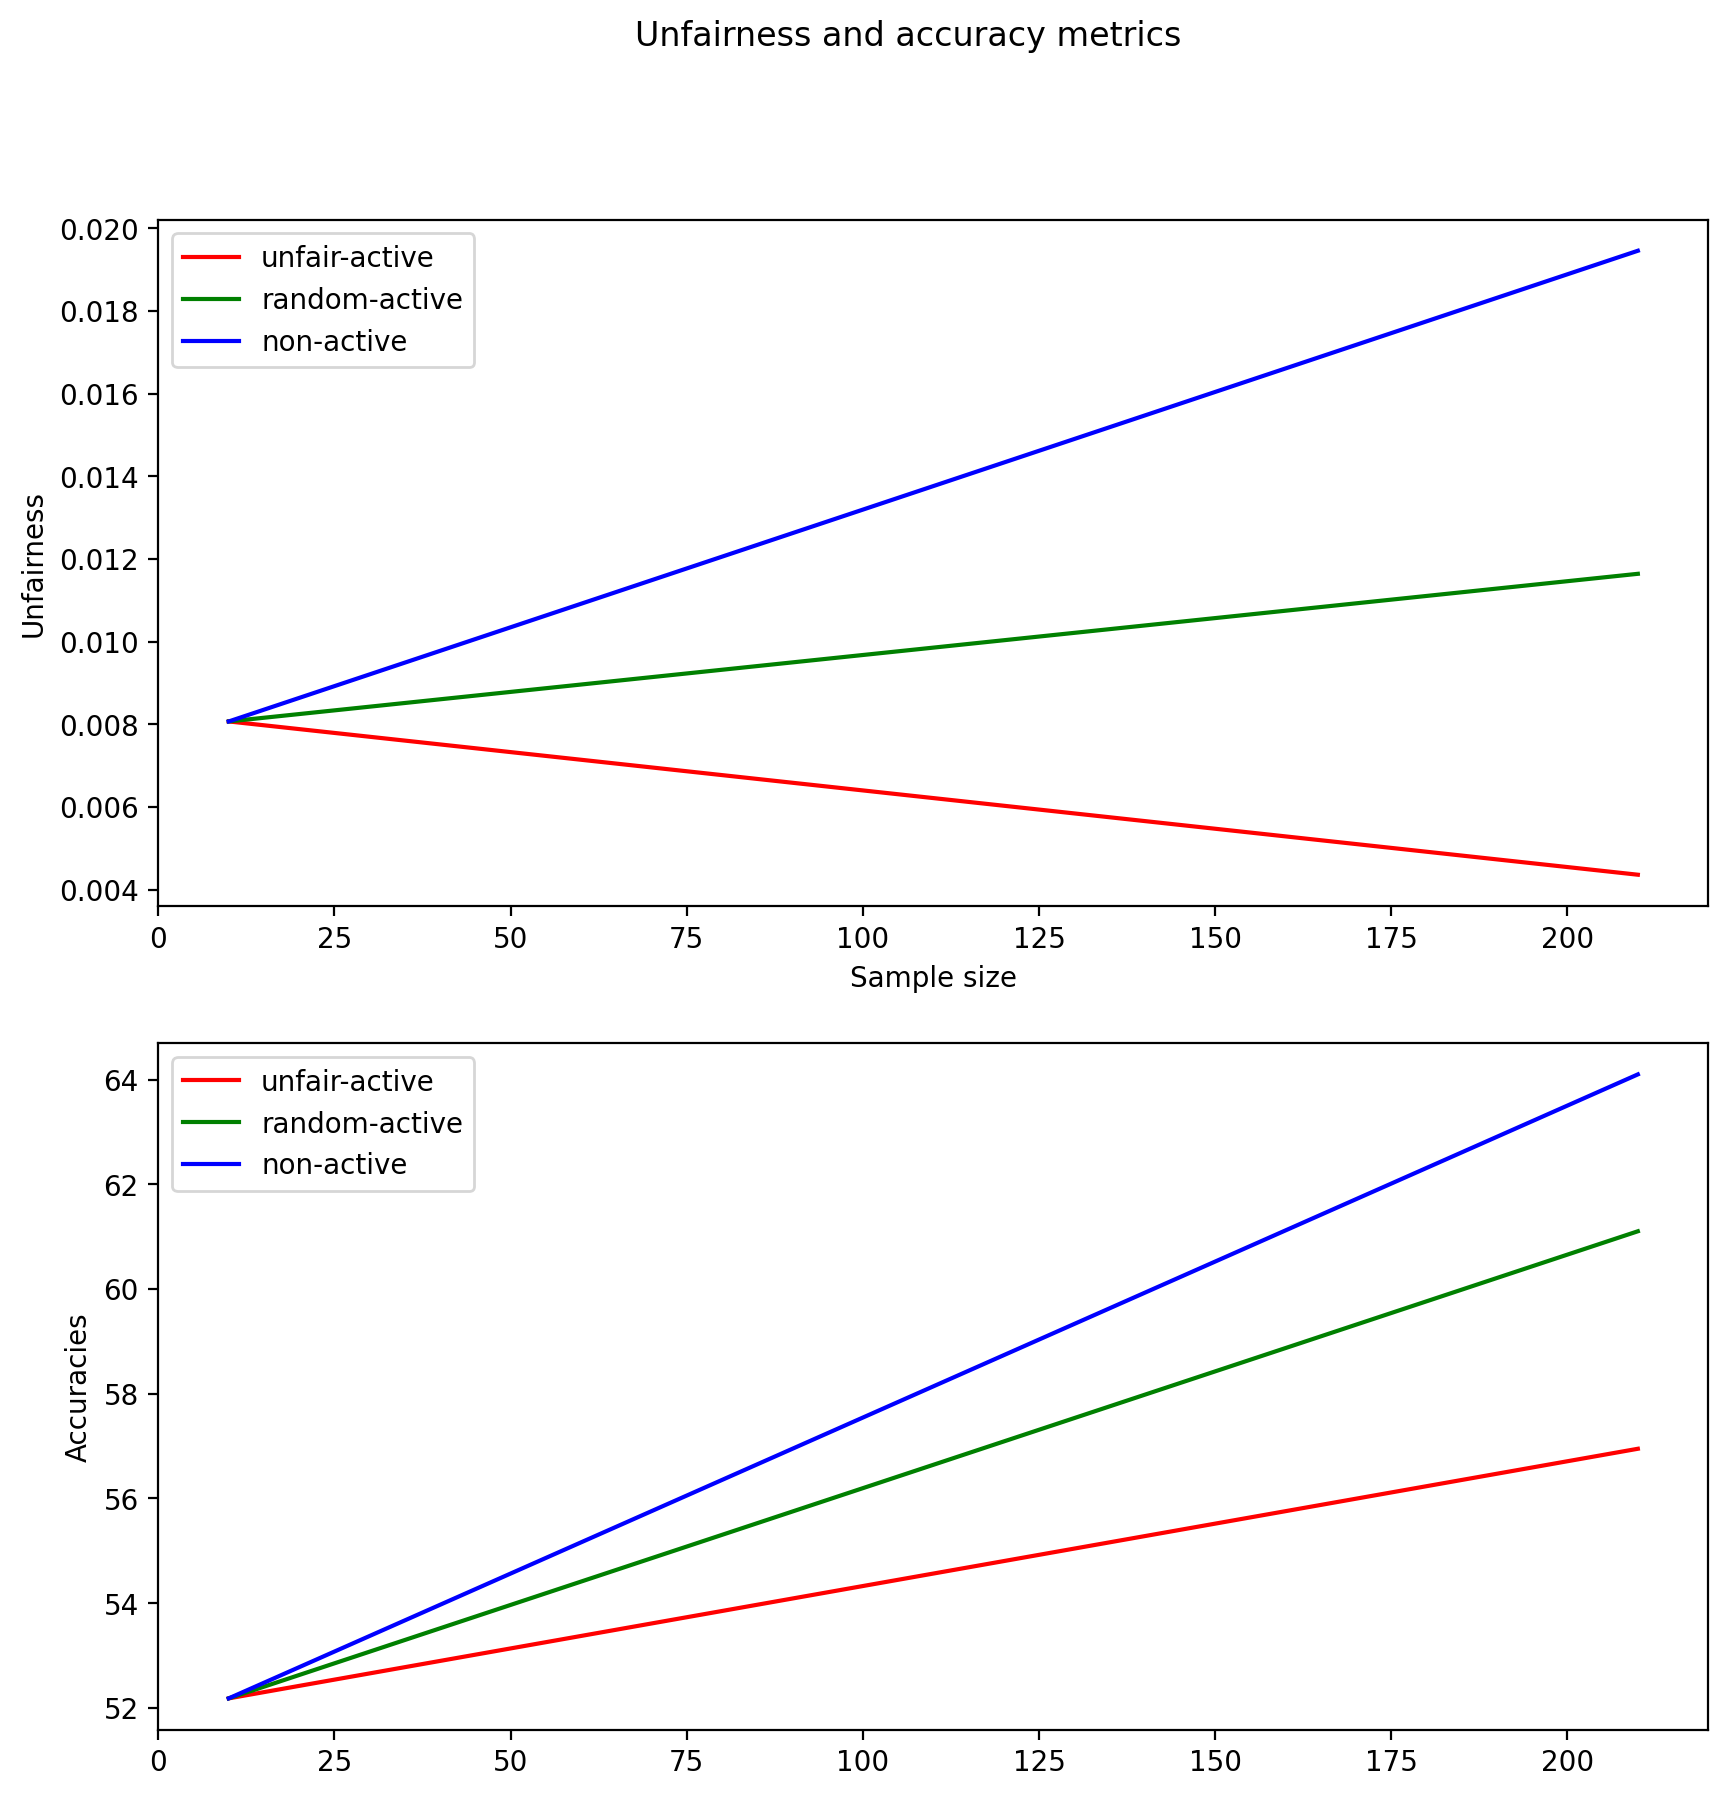 Unfairness and accuracy metrics
unfair-active
random-active
non-active
Unfairness
0.020
0.018
0.016
0.014
0.012
0.010
0.008
0.006
0.004
0 25 50 75 100 125 150 175 200
Sample size
unfair-active
random-active
non-active
Accuracies
64
62
60
58
56
54
52
0 25 50 75 100 125 150 175 200